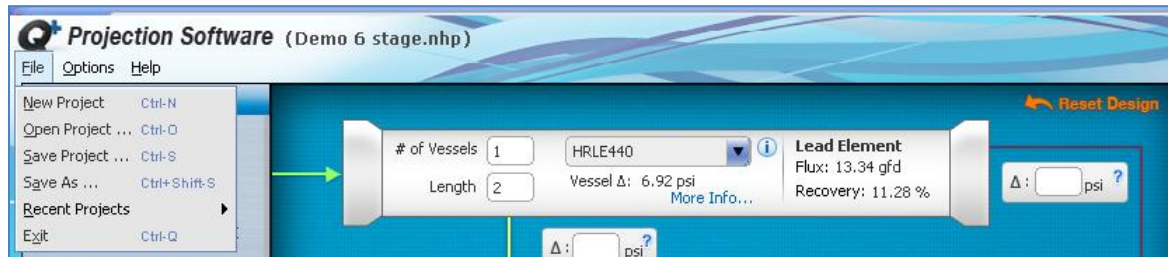 Q+ Projection Software (Demo 6 stage.nhp)
File Options Help
New Project Ctrl-N
Open Project ... Ctrl-O
Save Project ... Ctrl-S
Save As ... Ctrl+Shift-S
Recent Projects
Exit Ctrl-Q
Reset Design
# of Vessels 1
Length 2
HRLE440
Vessel Δ: 6.92 psi
More Info...
Lead Element
Flux: 13.34 gfd
Recovery: 11.28 %
Δ: psi ?
Δ: psi ?